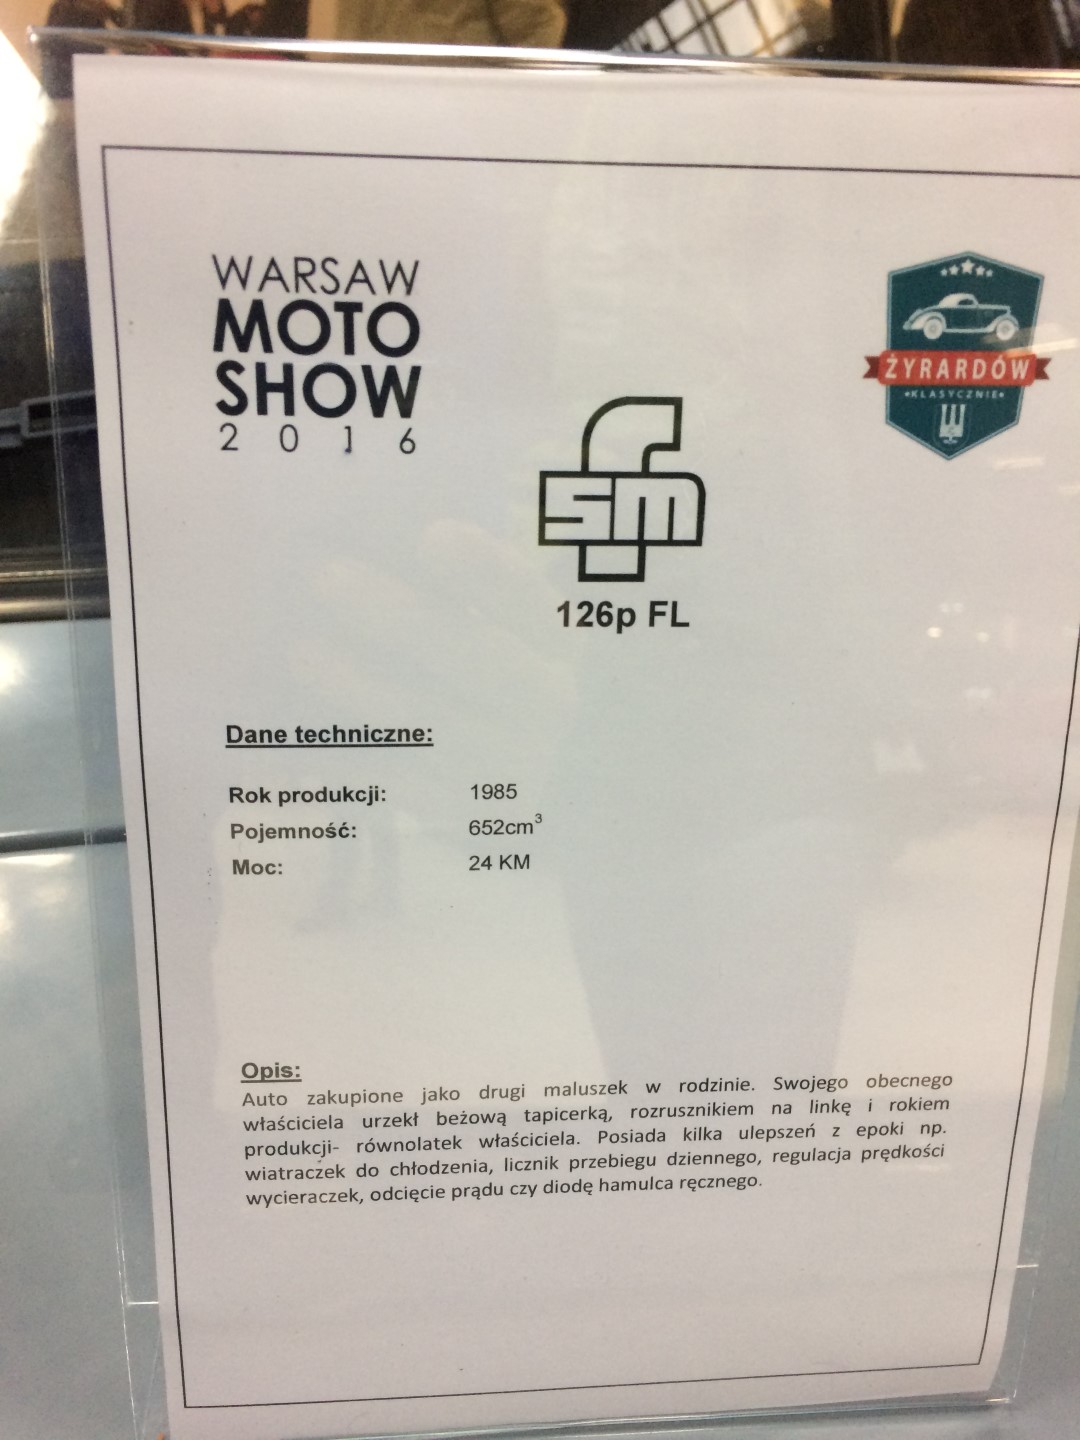 WARSAW
MOTO
SHOW
2016
ŻYRARDÓW
KLASYCZNIE
fsm
126p FL
Dane techniczne:
Rok produkcji: 1985
Pojemność: 652cm³
Moc: 24 KM
Opis:
Auto zakupione jako drugi maluszek w rodzinie. Swojego obecnego
właściciela urzekł beżową tapicerką, rozrusznikiem na linkę i rokiem
produkcji- równolatek właściciela. Posiada kilka ulepszeń z epoki np.
wiatraczek do chłodzenia, licznik przebiegu dziennego, regulacja prędkości
wycieraczek, odcięcie prądu czy diodę hamulca ręcznego.